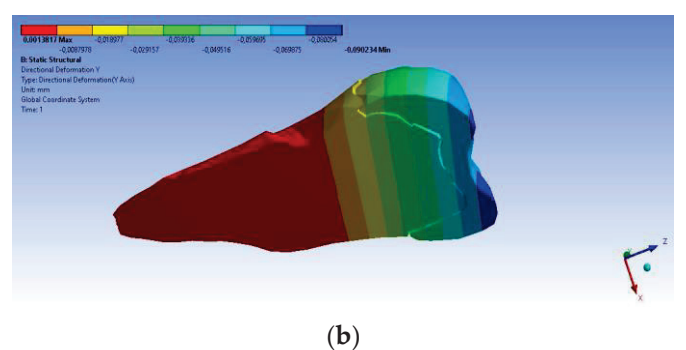 0,0013817 Max -0,018977 -0,039316 -0,059695 -0,080054
-0,0087978 -0,029157 -0,049516 -0,069875 -0,090234 Min
B: Static Structural
Directional Deformation Y
Type: Directional Deformation(Y Axis)
Unit: mm
Global Coordinate System
Time: 1
Z
X
(b)